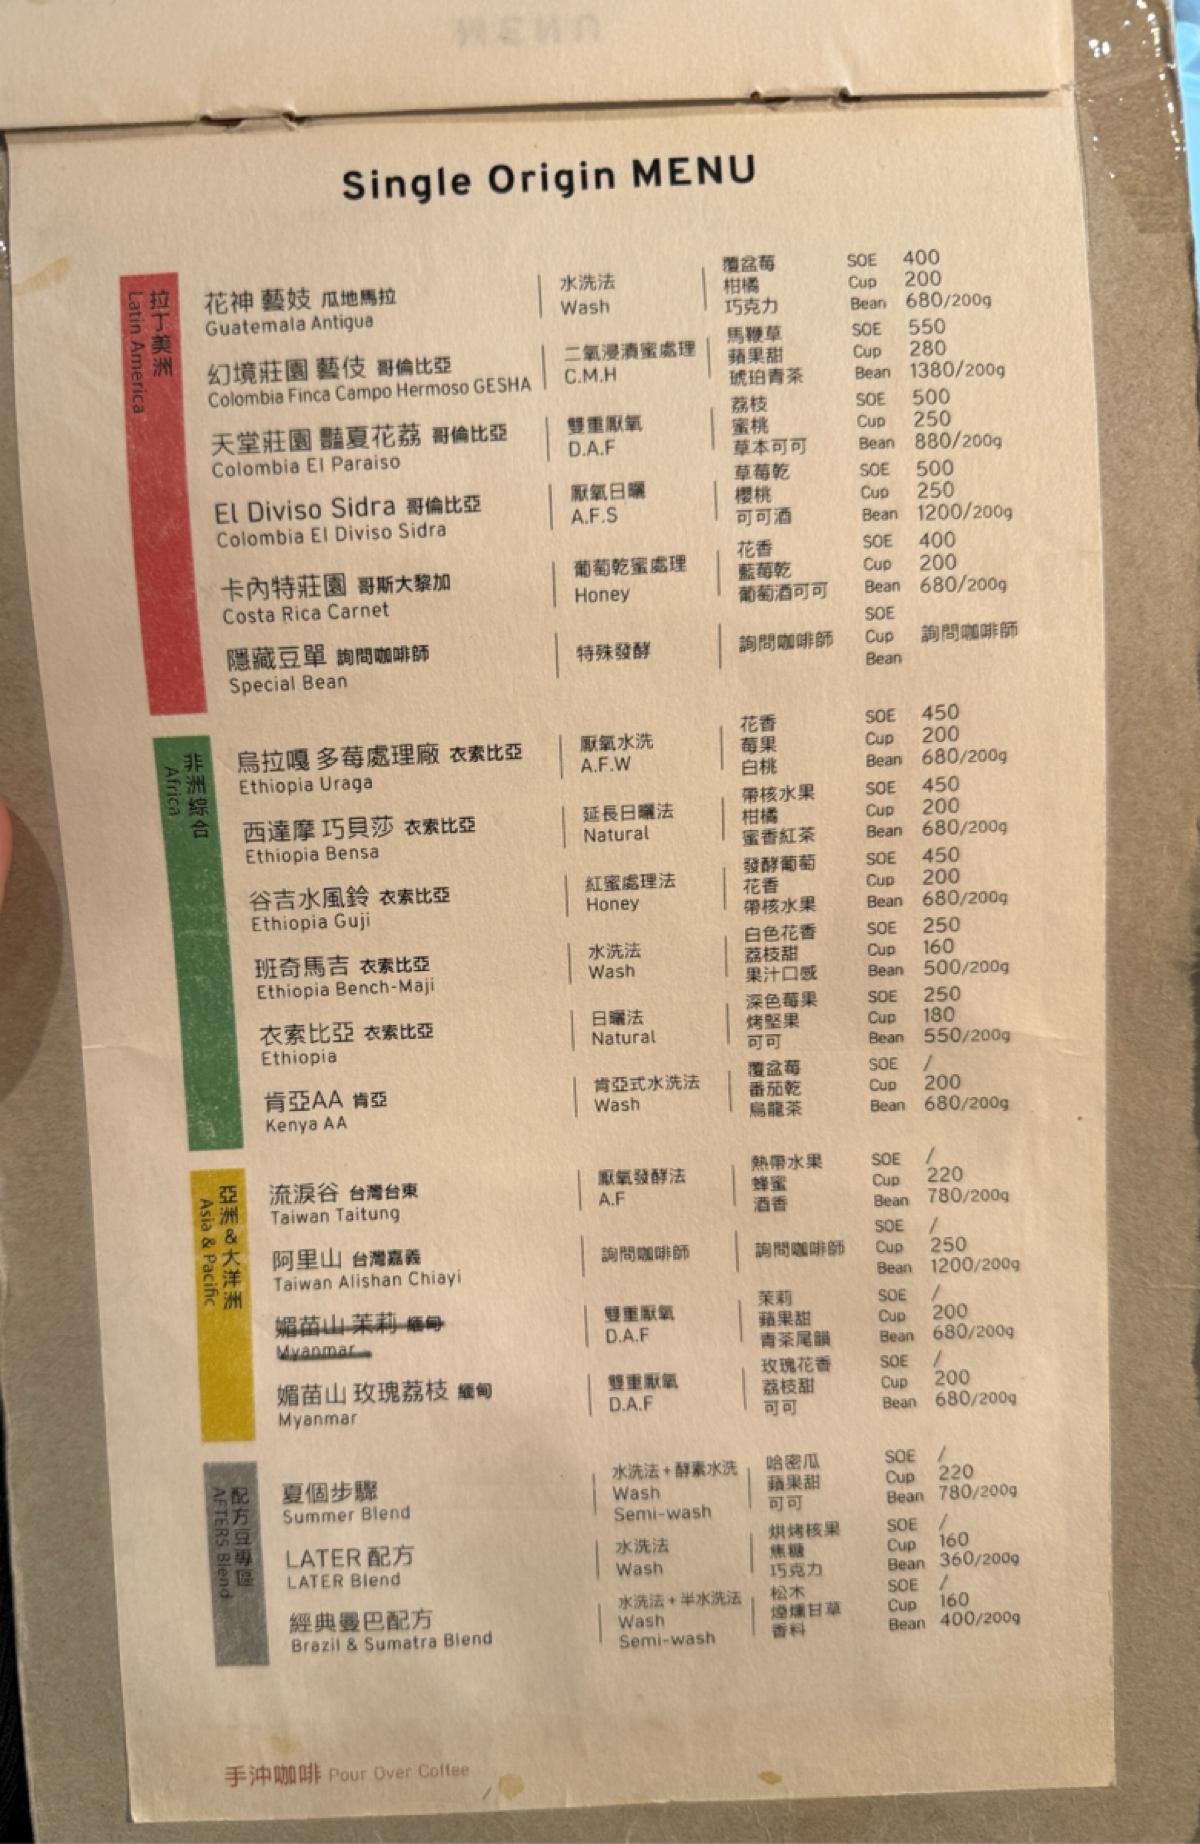 MENU
Single Origin MENU
拉丁美洲
Latin America
花神 藝妓 瓜地馬拉
Guatemala Antigua
水洗法
Wash
覆盆莓
柑橘
巧克力
SOE 400
Cup 200
Bean 680/200g
幻境莊園 藝伎 哥倫比亞
Colombia Finca Campo Hermoso GESHA
二氧浸漬蜜處理
C.M.H
馬鞭草
蘋果甜
琥珀青茶
SOE 550
Cup 280
Bean 1380/200g
天堂莊園 豔夏花荔 哥倫比亞
Colombia El Paraiso
雙重厭氧
D.A.F
荔枝
蜜桃
草本可可
SOE 500
Cup 250
Bean 880/200g
El Diviso Sidra 哥倫比亞
Colombia El Diviso Sidra
厭氧日曬
A.F.S
草莓乾
櫻桃
可可酒
SOE 500
Cup 250
Bean 1200/200g
卡內特莊園 哥斯大黎加
Costa Rica Carnet
葡萄乾蜜處理
Honey
花香
藍莓乾
葡萄酒可可
SOE 400
Cup 200
Bean 680/200g
隱藏豆單 詢問咖啡師
Special Bean
特殊發酵
詢問咖啡師
SOE
Cup 詢問咖啡師
Bean
非洲綜合
Africa
烏拉嘎 多莓處理廠 衣索比亞
Ethiopia Uraga
厭氧水洗
A.F.W
花香
莓果
白桃
SOE 450
Cup 200
Bean 680/200g
西達摩 巧貝莎 衣索比亞
Ethiopia Bensa
延長日曬法
Natural
帶核水果
柑橘
蜜香紅茶
SOE 450
Cup 200
Bean 680/200g
谷吉水風鈴 衣索比亞
Ethiopia Guji
紅蜜處理法
Honey
發酵葡萄
花香
帶核水果
SOE 450
Cup 200
Bean 680/200g
班奇馬吉 衣索比亞
Ethiopia Bench-Maji
水洗法
Wash
白色花香
荔枝甜
果汁口感
SOE 250
Cup 160
Bean 500/200g
衣索比亞 衣索比亞
Ethiopia
日曬法
Natural
深色莓果
烤堅果
可可
SOE 250
Cup 180
Bean 550/200g
肯亞AA 肯亞
Kenya AA
肯亞式水洗法
Wash
覆盆莓
番茄乾
烏龍茶
SOE /
Cup 200
Bean 680/200g
亞洲&大洋洲
Asia & Pacific
流淚谷 台灣台東
Taiwan Taitung
厭氧發酵法
A.F
熱帶水果
蜂蜜
酒香
SOE /
Cup 220
Bean 780/200g
阿里山 台灣嘉義
Taiwan Alishan Chiayi
詢問咖啡師
詢問咖啡師
SOE /
Cup 250
Bean 1200/200g
媚苗山 茉莉 緬甸
Myanmar
雙重厭氧
D.A.F
茉莉
蘋果甜
青茶尾韻
SOE /
Cup 200
Bean 680/200g
媚苗山 玫瑰荔枝 緬甸
Myanmar
雙重厭氧
D.A.F
玫瑰花香
荔枝甜
可可
SOE /
Cup 200
Bean 680/200g
配方豆專區
AFTERS Blend
夏個步驟
Summer Blend
水洗法+酵素水洗
Wash
Semi-wash
哈密瓜
蘋果甜
可可
SOE /
Cup 220
Bean 780/200g
LATER 配方
LATER Blend
水洗法
Wash
烘烤核果
焦糖
巧克力
SOE /
Cup 160
Bean 360/200g
經典曼巴配方
Brazil & Sumatra Blend
水洗法+半水洗法
Wash
Semi-wash
松木
煙燻甘草
香料
SOE /
Cup 160
Bean 400/200g
手沖咖啡 Pour Over Coffee